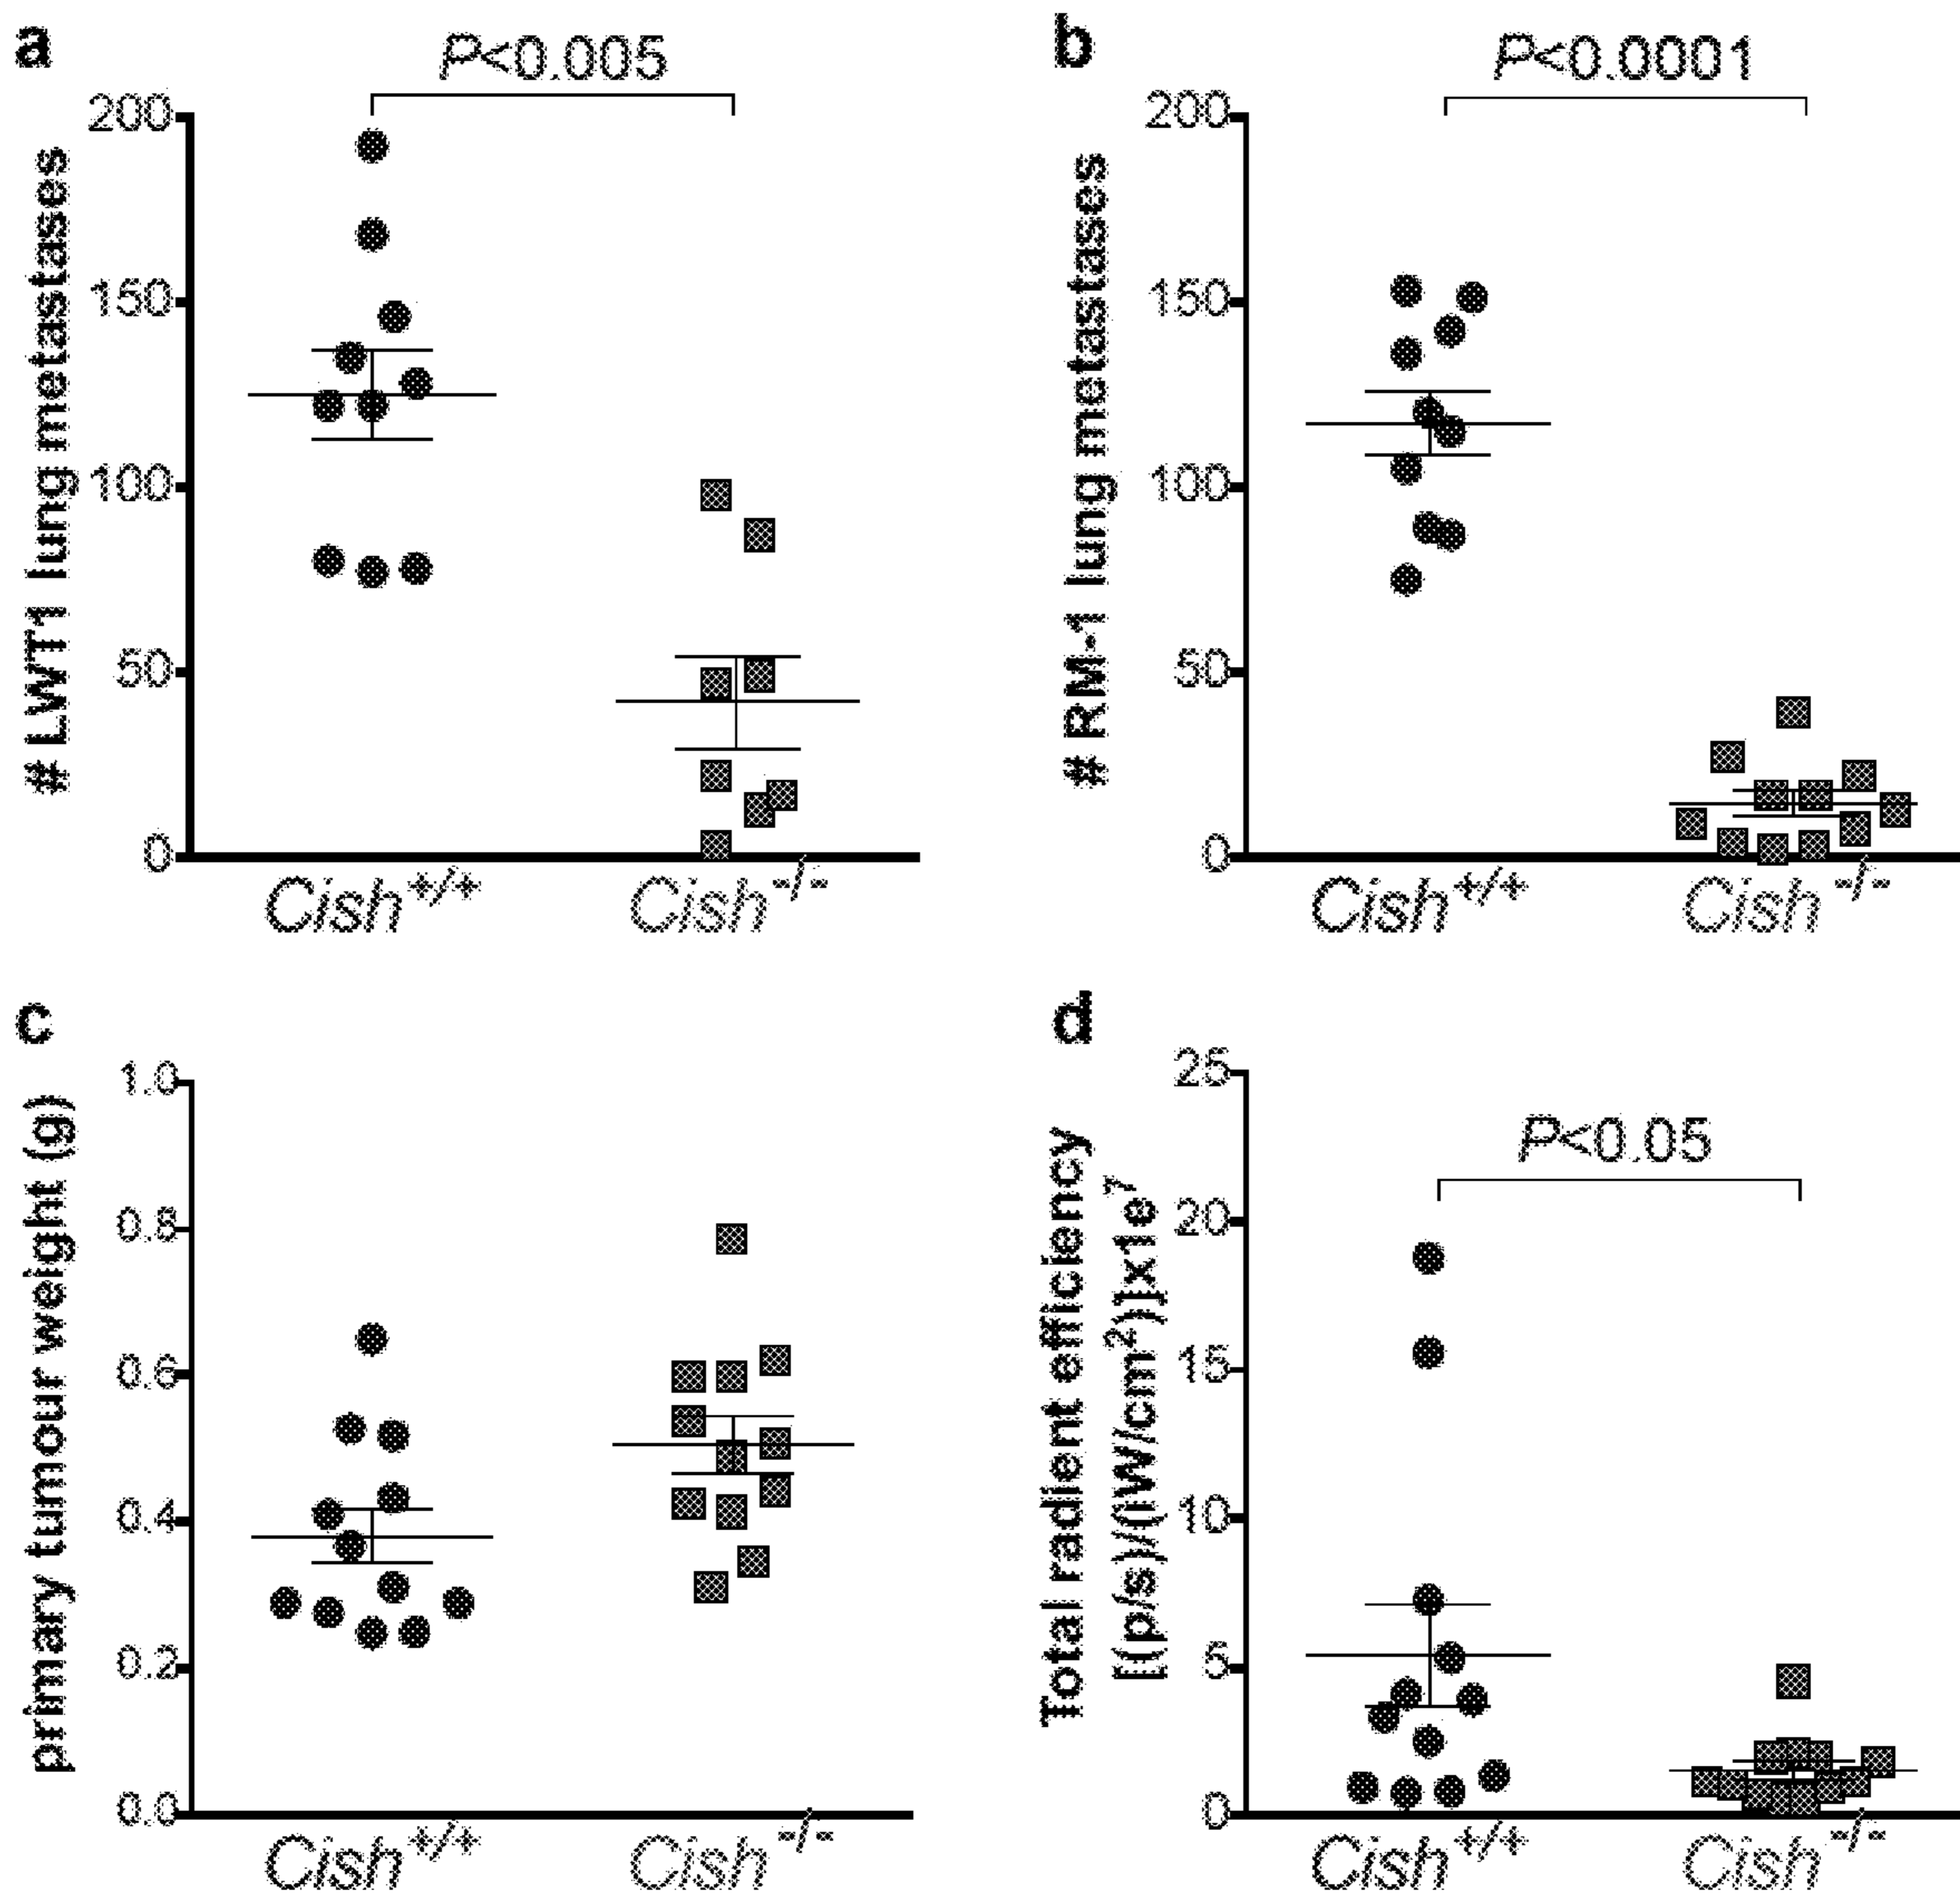 a
P<0.005
# LWT1 lung metastases
200
150
100
50
0
Cish+/+
Cish-/-
b
P<0.0001
# RM-1 lung metastases
200
150
100
50
0
Cish+/+
Cish-/-
c
primary tumour weight (g)
1.0
0.8
0.6
0.4
0.2
0.0
Cish+/+
Cish-/-
d
P<0.05
Total radient efficiency
[(p/s)/(iW/cm²)]x1e⁷
25
20
15
10
5
0
Cish+/+
Cish-/-